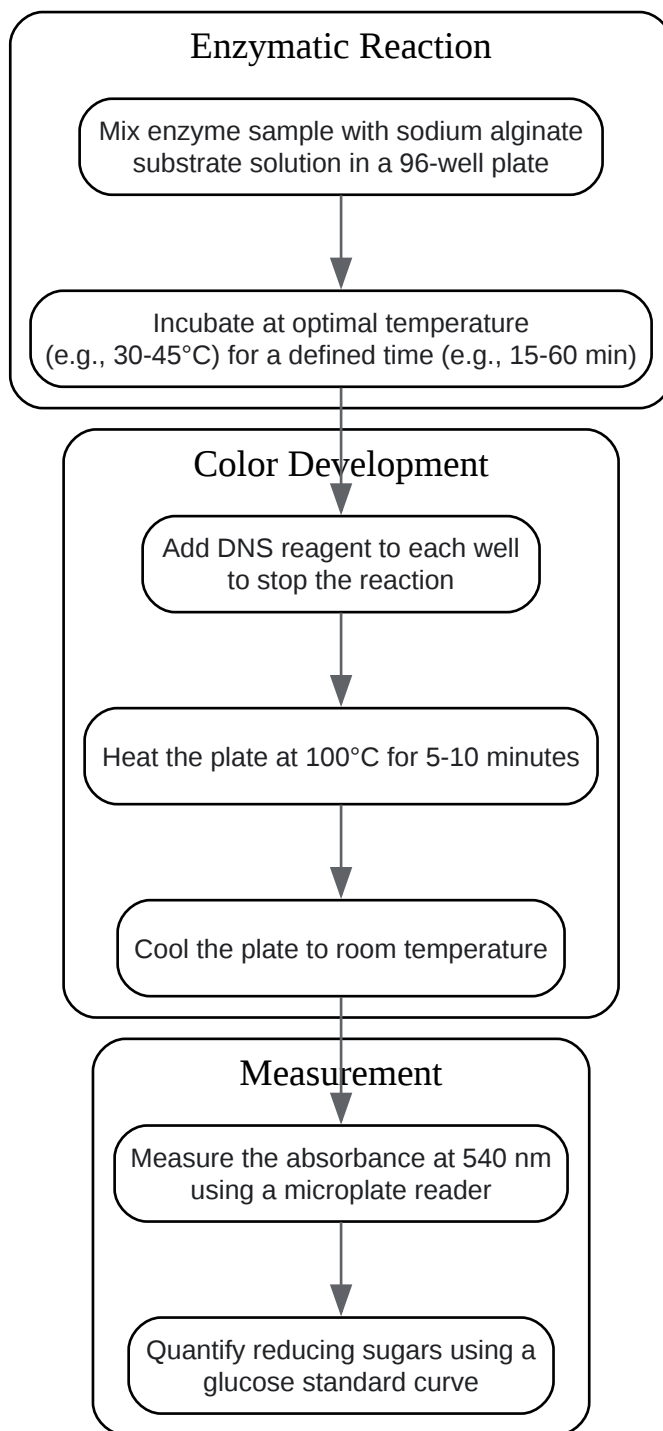 Enzymatic Reaction
Mix enzyme sample with sodium alginate
substrate solution in a 96-well plate
Incubate at optimal temperature
(e.g., 30-45°C) for a defined time (e.g., 15-60 min)
Color Development
Add DNS reagent to each well
to stop the reaction
Heat the plate at 100°C for 5-10 minutes
Cool the plate to room temperature
Measurement
Measure the absorbance at 540 nm
using a microplate reader
Quantify reducing sugars using a
glucose standard curve